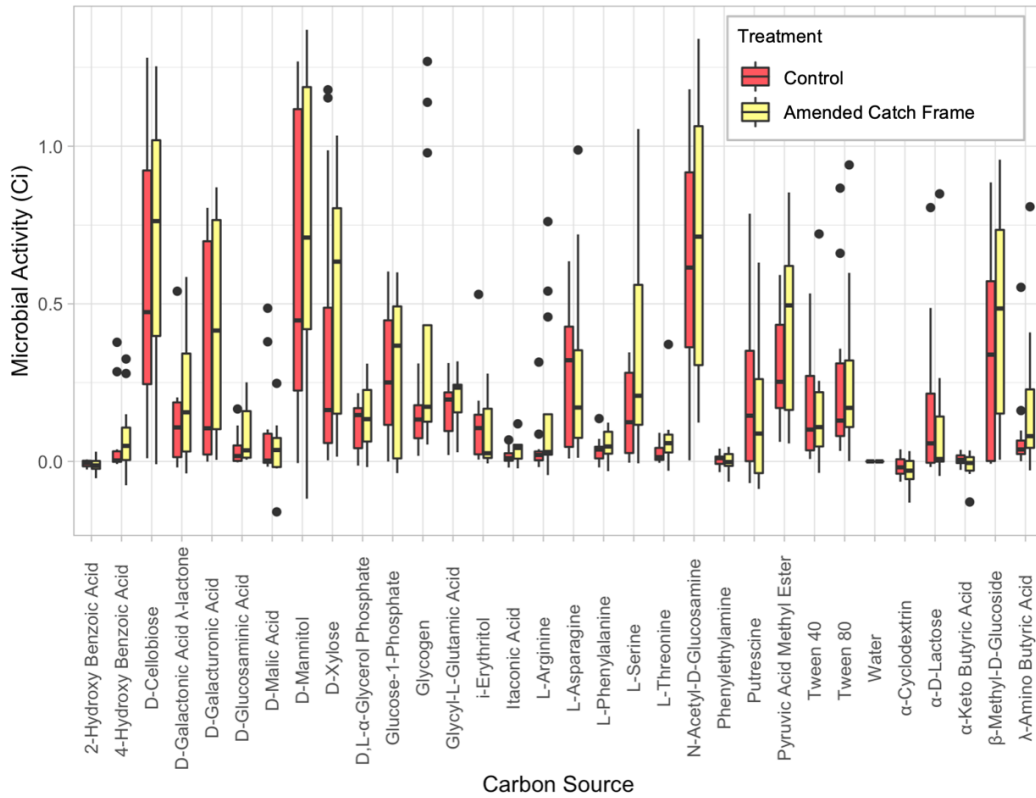 Treatment
Control
Amended Catch Frame
Microbial Activity (Ci)
1.0
0.5
0.0
2-Hydroxy Benzoic Acid
4-Hydroxy Benzoic Acid
D-Cellobiose
D-Galactonic Acid λ-lactone
D-Galacturonic Acid
D-Glucosaminic Acid
D-Malic Acid
D-Mannitol
D-Xylose
D,L-α-Glycerol Phosphate
Glucose-1-Phosphate
Glycogen
Glycyl-L-Glutamic Acid
i-Erythritol
Itaconic Acid
L-Arginine
L-Asparagine
L-Phenylalanine
L-Serine
L-Threonine
N-Acetyl-D-Glucosamine
Phenylethylamine
Putrescine
Pyruvic Acid Methyl Ester
Tween 40
Tween 80
Water
α-Cyclodextrin
α-D-Lactose
α-Keto Butyric Acid
β-Methyl-D-Glucoside
λ-Amino Butyric Acid
Carbon Source